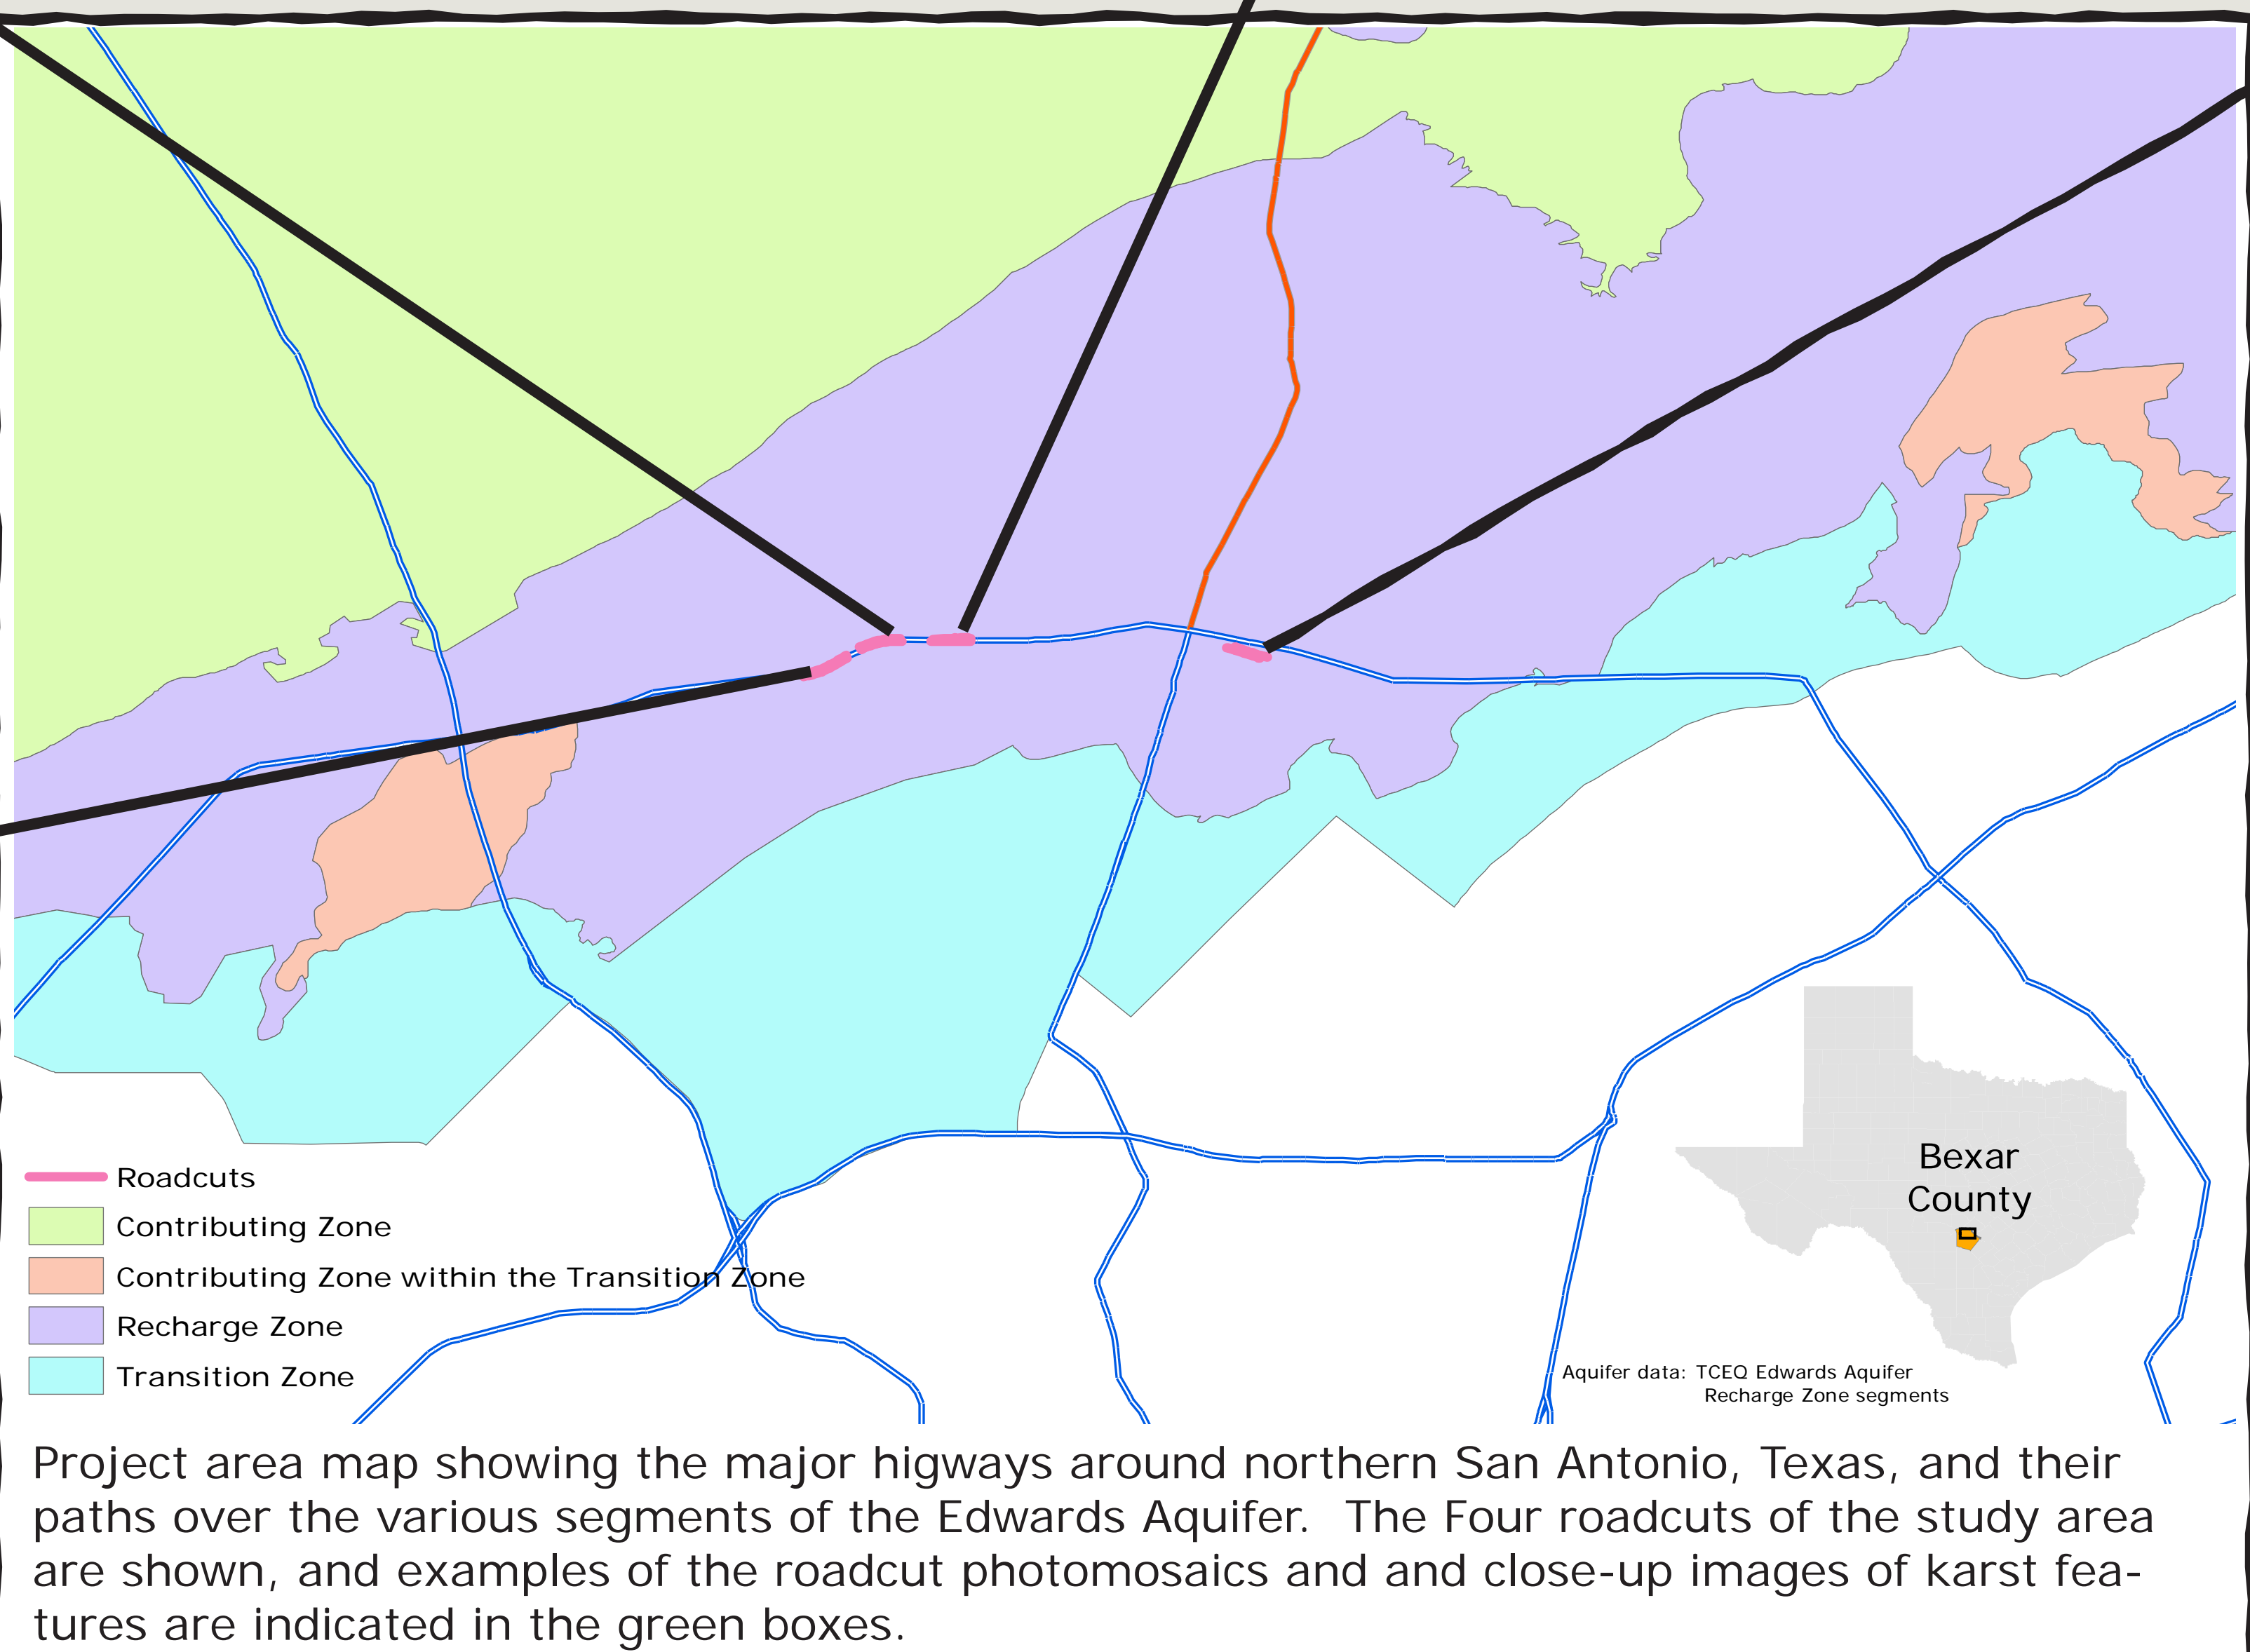 Roadcuts
Contributing Zone
Contributing Zone within the Transition Zone
Recharge Zone
Transition Zone
Bexar
County
Aquifer data: TCEQ Edwards Aquifer
Recharge Zone segments
Project area map showing the major higways around northern San Antonio, Texas, and their
paths over the various segments of the Edwards Aquifer.  The Four roadcuts of the study area
are shown, and examples of the roadcut photomosaics and and close-up images of karst fea-
tures are indicated in the green boxes.